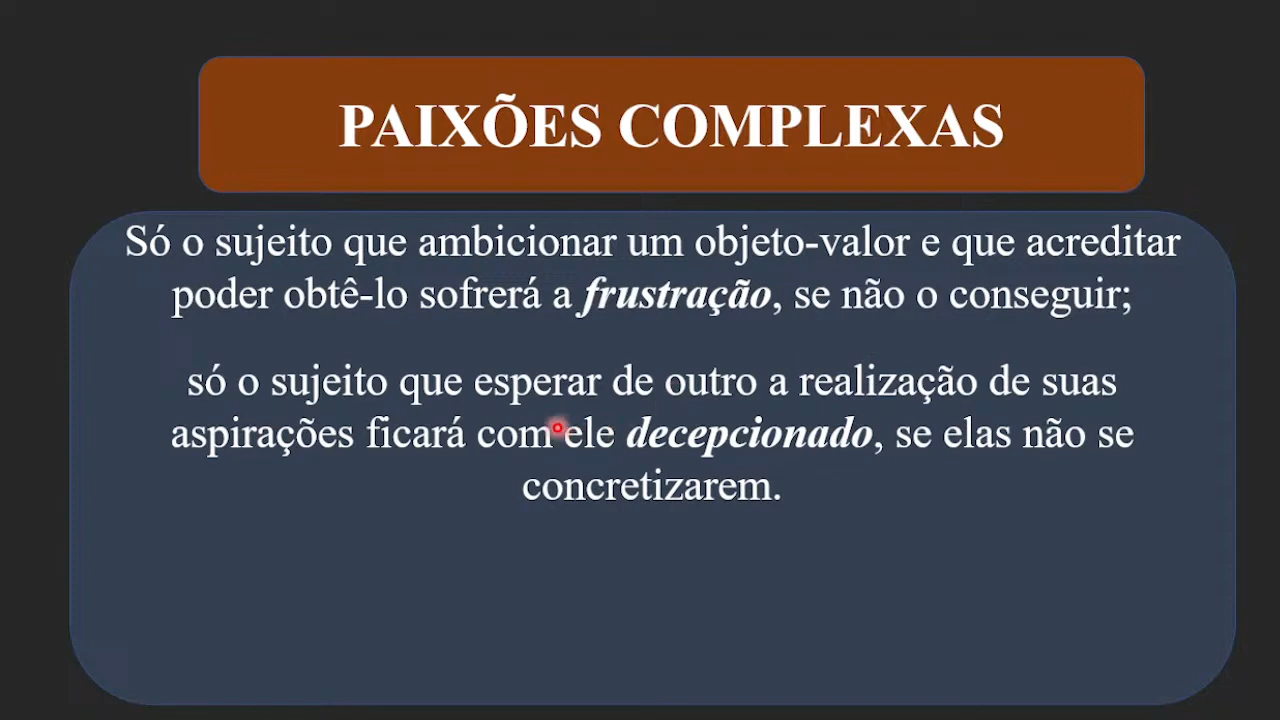 PAIXÕES COMPLEXAS
Só o sujeito que ambicionar um objeto-valor e que acreditar
poder obtê-lo sofrerá a frustração, se não o conseguir;
só o sujeito que esperar de outro a realização de suas
aspirações ficará com ele decepcionado, se elas não se
concretizarem.